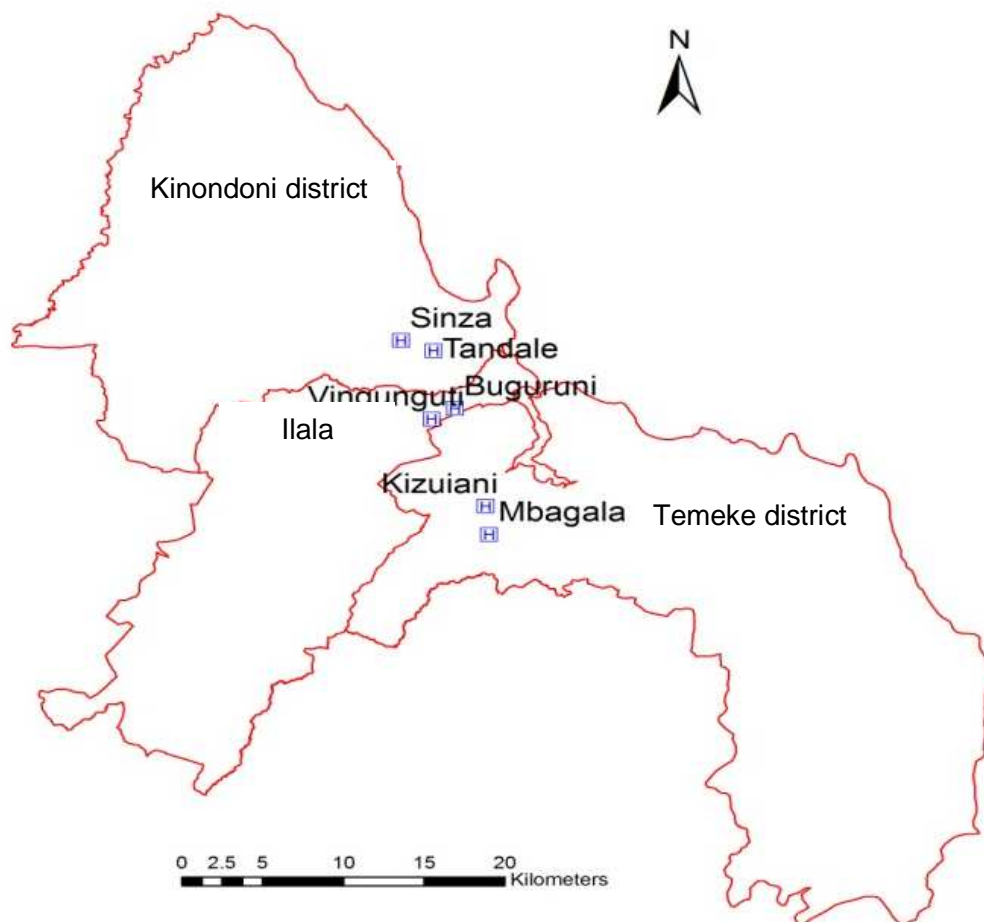 N
Kinondoni district
Sinza
H
H Tandale
Vingunguti
H Buguruni
H
Ilala
Kizuiani
H
Mbagala
Temeke district
H
0 2.5 5 10 15 20
Kilometers